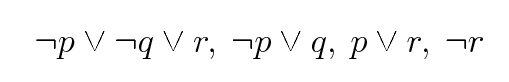 ¬p ∨ ¬q ∨ r, ¬p ∨ q, p ∨ r, ¬r